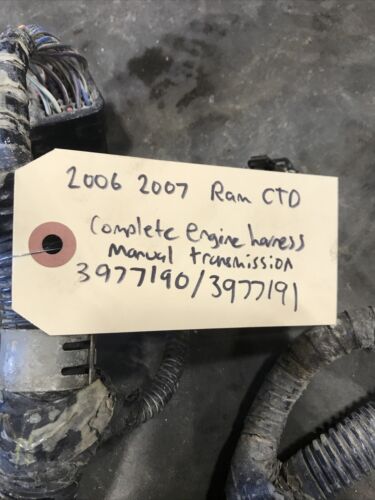 2006 2007 Ram CTD
Complete engine harness
Manual transmission
3977190/3977191